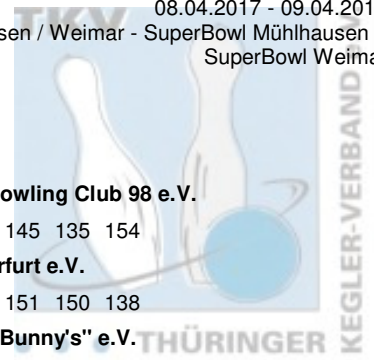 TKV 08.04.2017 - 09.04.201
sen / Weimar - SuperBowl Mühlhausen
SuperBowl Weima
owling Club 98 e.V.
145 135 154
rfurt e.V.
151 150 138
Bunny's" e.V.
THÜRINGER
KEGLER-VERBAND e.V.